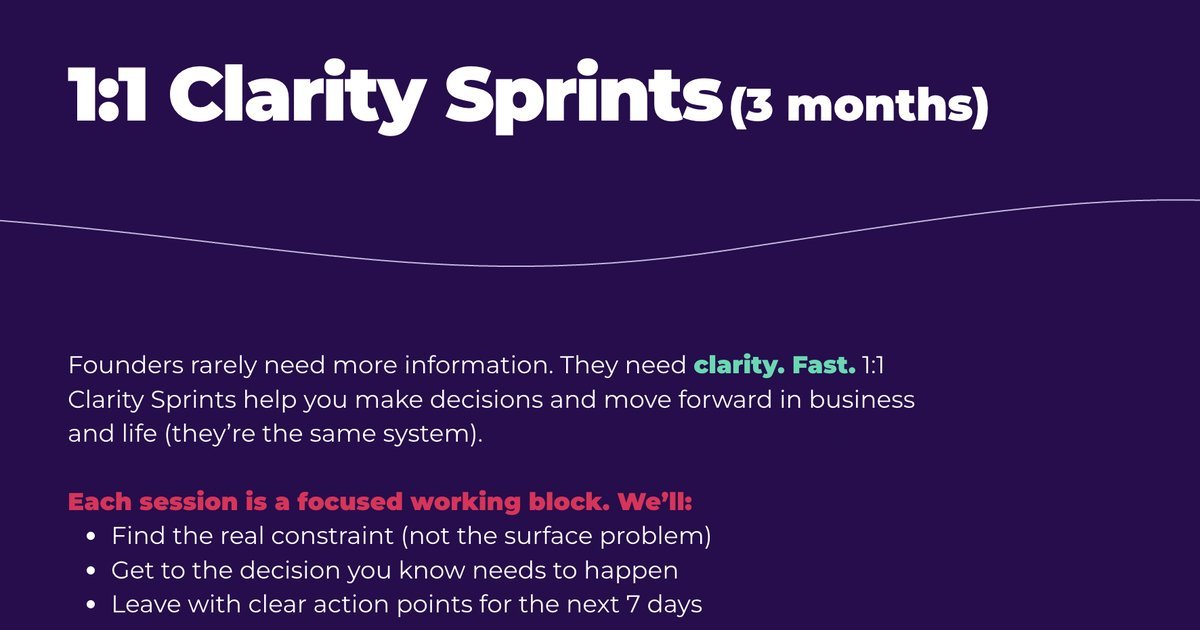 1:1 Clarity Sprints (3 months)
Founders rarely need more information. They need clarity. Fast. 1:1
Clarity Sprints help you make decisions and move forward in business
and life (they’re the same system).
Each session is a focused working block. We’ll:
• Find the real constraint (not the surface problem)
• Get to the decision you know needs to happen
• Leave with clear action points for the next 7 days